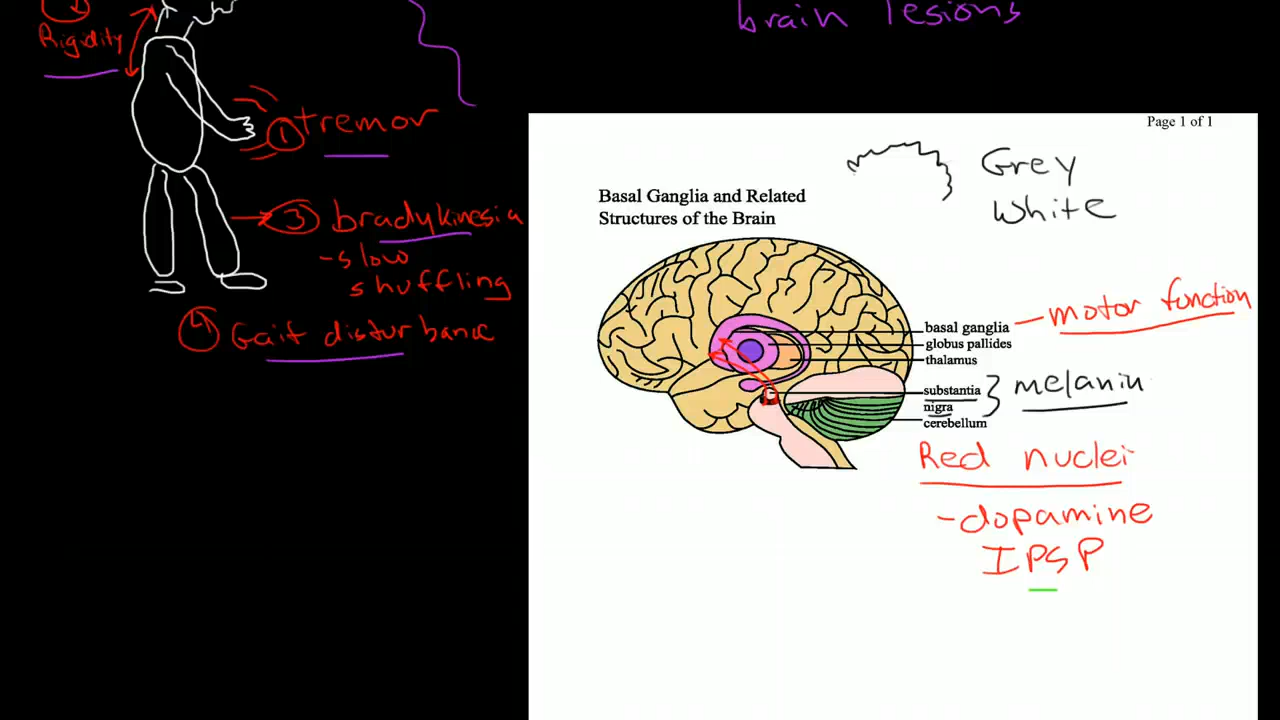 brain lesions
Rigidity
① tremor
③ bradykinesia
-slow
shuffling
④ Gait disturbance
Page 1 of 1
Grey
White
Basal Ganglia and Related
Structures of the Brain
basal ganglia – motor function
globus pallides
thalamus
substantia
nigra } melanin
cerebellum
Red nuclei
-dopamine
IPSP